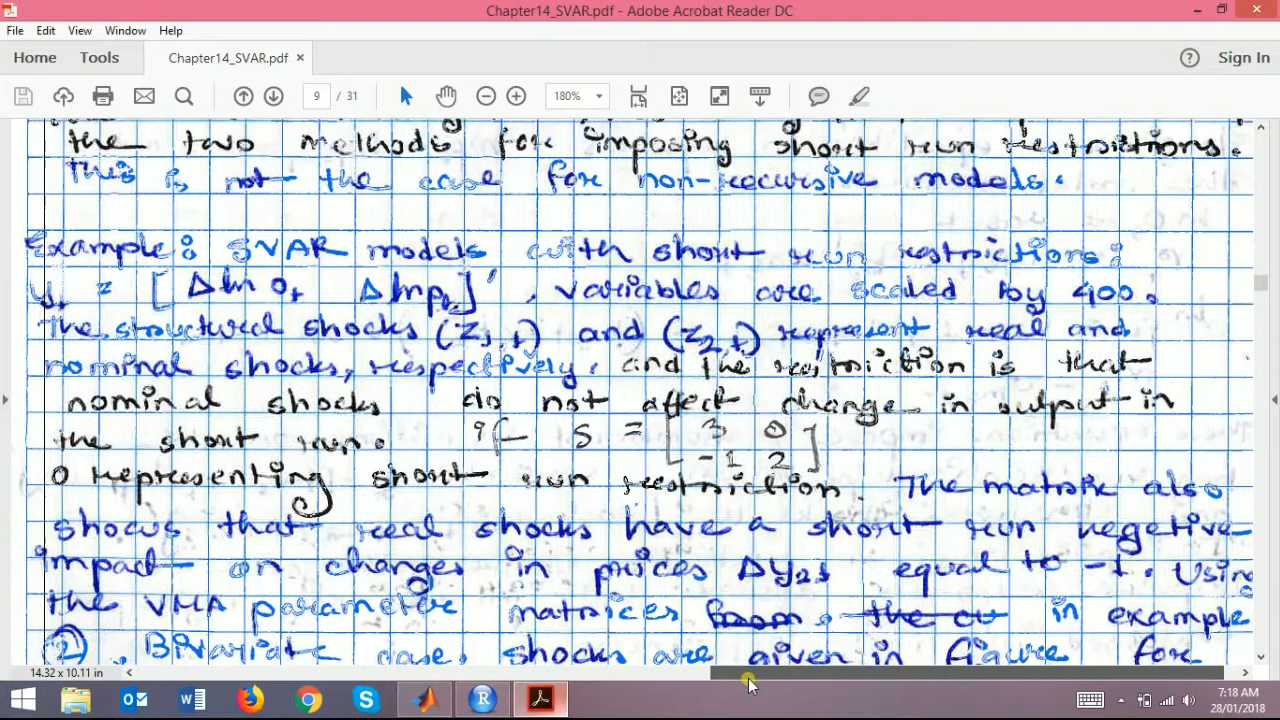 Chapter14_SVAR.pdf - Adobe Acrobat Reader DC
File Edit View Window Help
Home Tools Chapter14_SVAR.pdf × Sign In
9 / 31 180%
the two methods for imposing short run restrictions.
This is not the case for non-recursive models.
Example: SVAR models with short run restrictions:
yt = [ Δln ot Δlnpt ]', variables are scaled by 400.
The structural shocks (z1,t) and (z2,t) represent real and
nominal shocks, respectively, and the restriction is that
nominal shocks do not affect change in output in
the short run. if S = [ 3 0
-1 2 ]
0 representing short run restriction. The matrix also
shows that real shocks have a short run negetive
impact on changes in prices Δy2t equal to -1. Using
the VMA parameter matrices in example
(2), Bivariate case, shocks are given in figure for
14.32 x 10.11 in
7:18 AM
28/01/2018